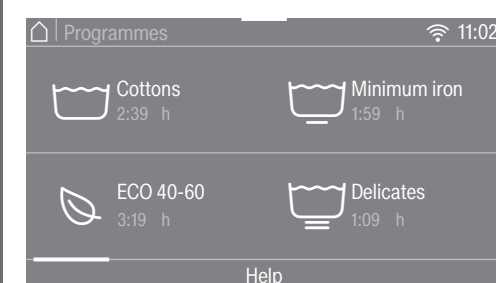 Programmes 11:02
Cottons
2:39 h
Minimum iron
1:59 h
ECO 40-60
3:19 h
Delicates
1:09 h
Help